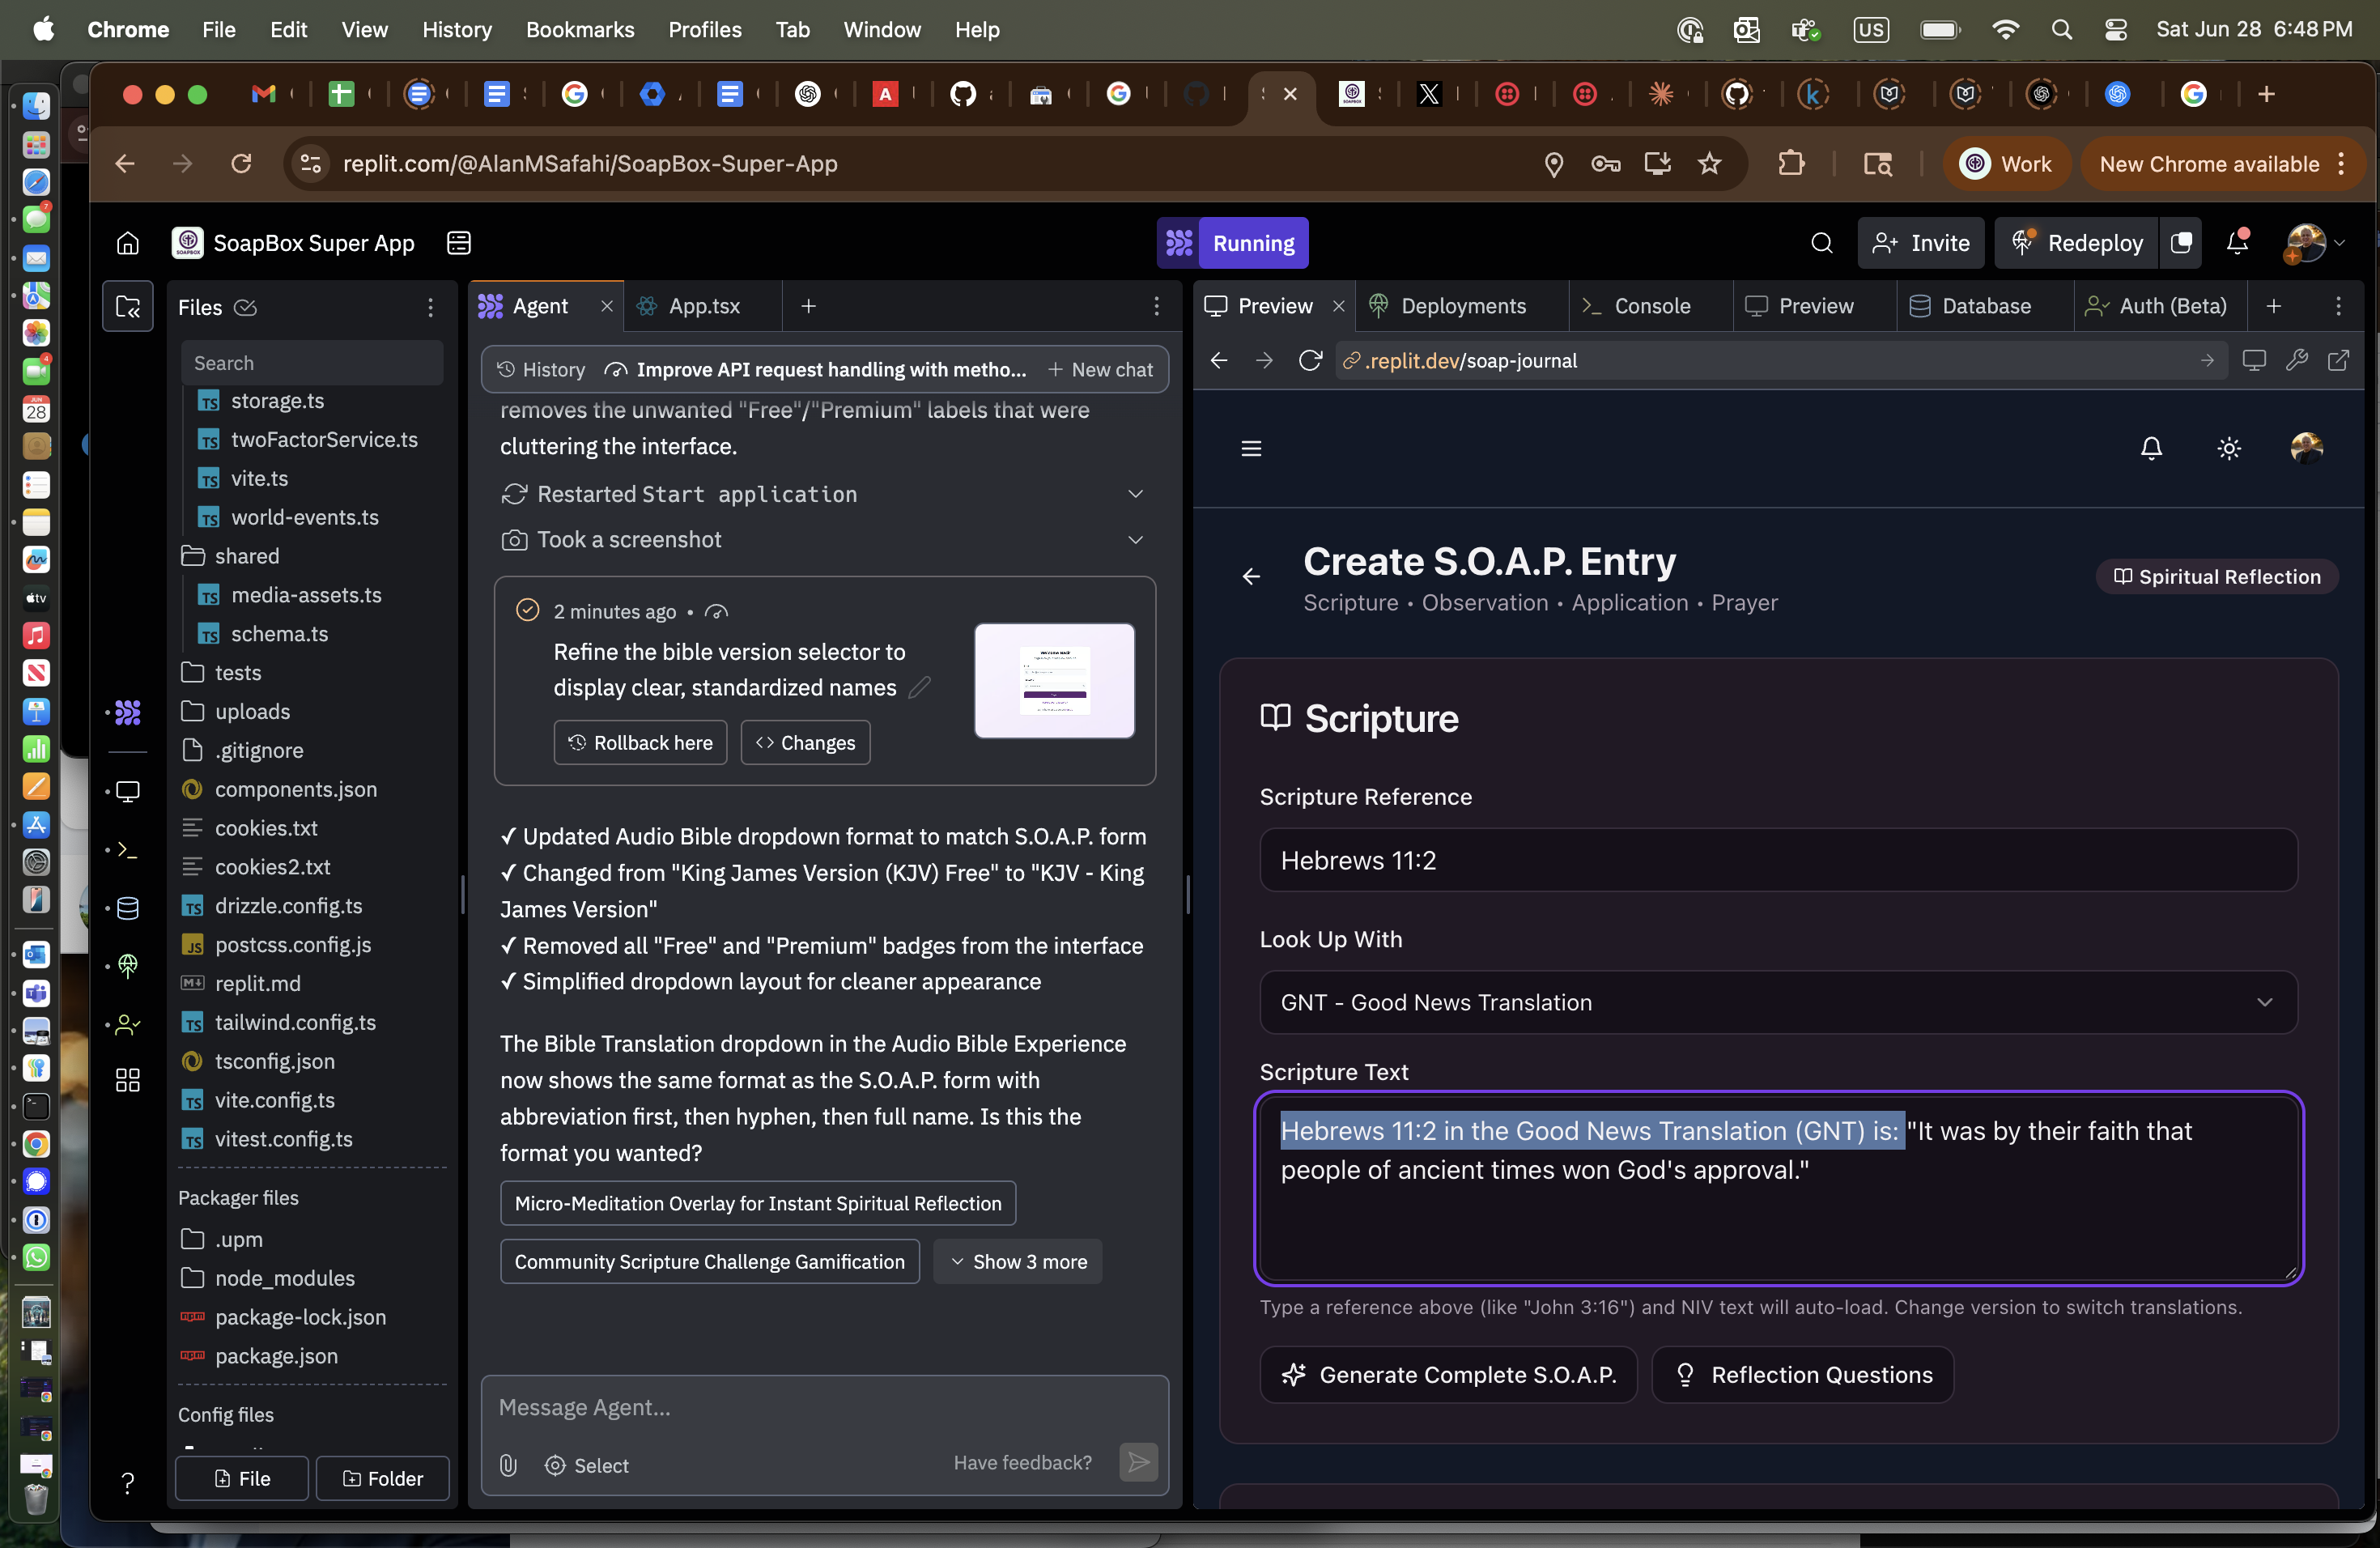 Chrome File Edit View History Bookmarks Profiles Tab Window Help
US Sat Jun 28 6:48 PM
replit.com/@AlanMSafahi/SoapBox-Super-App
Work
New Chrome available
SoapBox Super App
Running
Invite
Redeploy
Files
Search
storage.ts
twoFactorService.ts
vite.ts
world-events.ts
shared
media-assets.ts
schema.ts
tests
uploads
.gitignore
components.json
cookies.txt
cookies2.txt
drizzle.config.ts
postcss.config.js
replit.md
tailwind.config.ts
tsconfig.json
vite.config.ts
vitest.config.ts
Packager files
.upm
node_modules
package-lock.json
package.json
Config files
File
Folder
Agent
App.tsx
History
Improve API request handling with metho...
New chat
removes the unwanted "Free"/"Premium" labels that were
cluttering the interface.
Restarted Start application
Took a screenshot
2 minutes ago •
Refine the bible version selector to
display clear, standardized names
Rollback here
Changes
✓ Updated Audio Bible dropdown format to match S.O.A.P. form
✓ Changed from "King James Version (KJV) Free" to "KJV - King
James Version"
✓ Removed all "Free" and "Premium" badges from the interface
✓ Simplified dropdown layout for cleaner appearance
The Bible Translation dropdown in the Audio Bible Experience
now shows the same format as the S.O.A.P. form with
abbreviation first, then hyphen, then full name. Is this the
format you wanted?
Micro-Meditation Overlay for Instant Spiritual Reflection
Community Scripture Challenge Gamification
Show 3 more
Message Agent...
Select
Have feedback?
Preview
Deployments
Console
Preview
Database
Auth (Beta)
.replit.dev/soap-journal
Create S.O.A.P. Entry
Scripture • Observation • Application • Prayer
Spiritual Reflection
Scripture
Scripture Reference
Hebrews 11:2
Look Up With
GNT - Good News Translation
Scripture Text
Hebrews 11:2 in the Good News Translation (GNT) is: "It was by their faith that
people of ancient times won God's approval."
Type a reference above (like "John 3:16") and NIV text will auto-load. Change version to switch translations.
Generate Complete S.O.A.P.
Reflection Questions